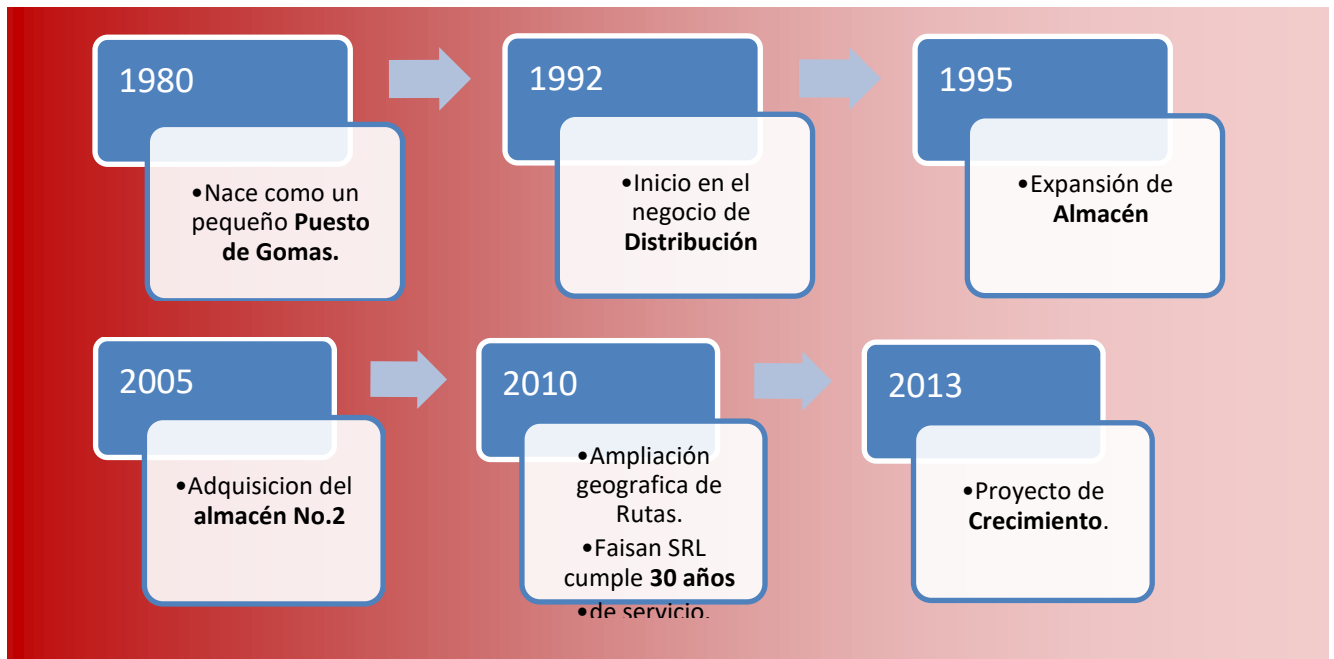 1980
•Nace como un
pequeño Puesto
de Gomas.
1992
•Inicio en el
negocio de
Distribución
1995
•Expansión de
Almacén
2005
•Adquisicion del
almacén No.2
2010
•Ampliación
geografica de
Rutas.
•Faisan SRL
cumple 30 años
•de servicio.
2013
•Proyecto de
Crecimiento.